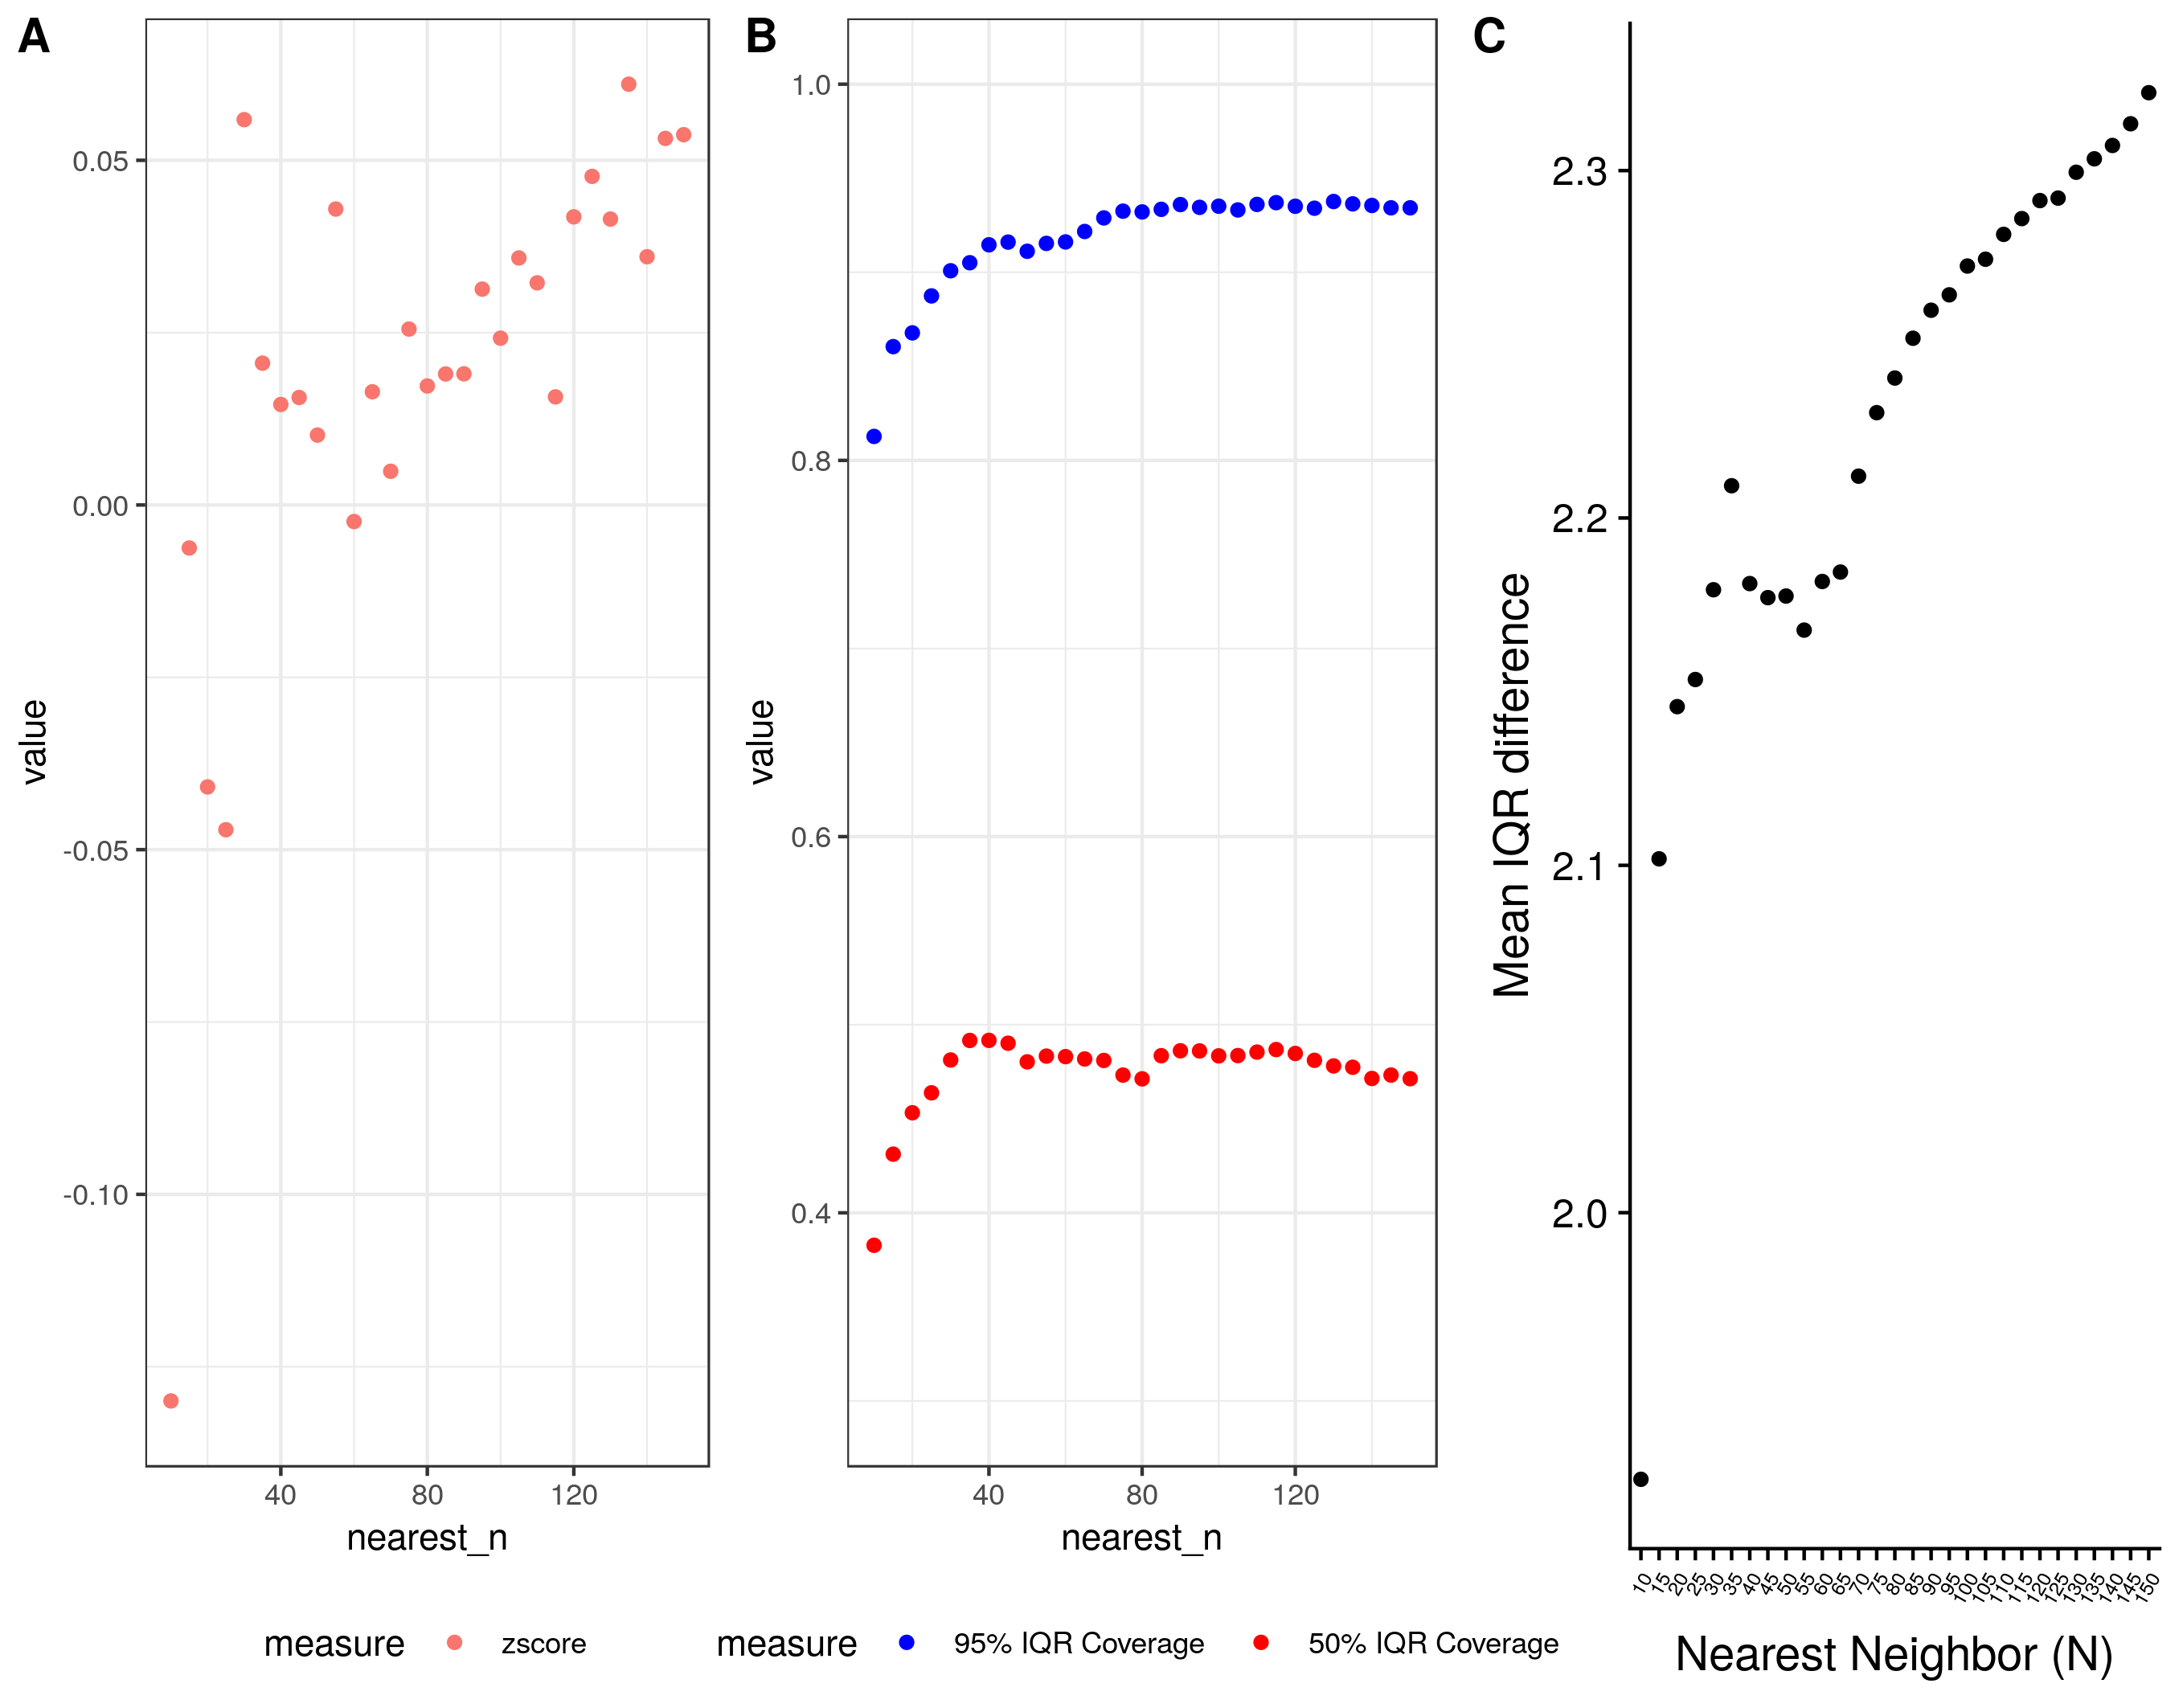 A
value
0.05
0.00
-0.05
-0.10
40 80 120
nearest_n
measure zscore
B
value
1.0
0.8
0.6
0.4
40 80 120
nearest_n
measure 95% IQR Coverage 50% IQR Coverage
C
Mean IQR difference
2.3
2.2
2.1
2.0
10 15 20 25 30 35 40 45 50 55 60 65 70 75 80 85 90 95 100 105 110 115 120 125 130 135 140 145 150
Nearest Neighbor (N)